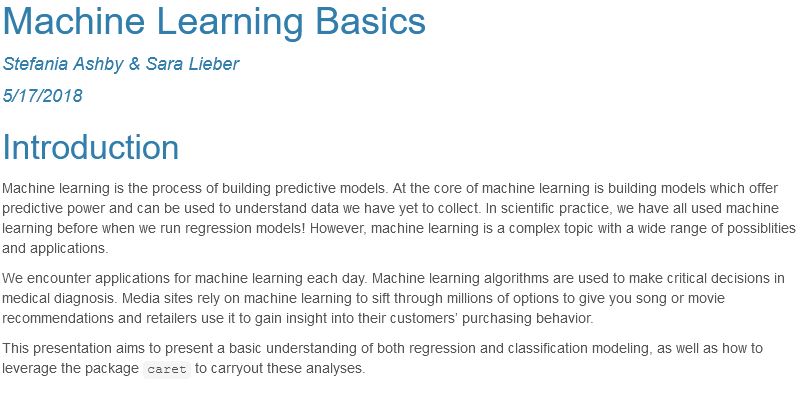 Machine Learning Basics
Stefania Ashby & Sara Lieber
5/17/2018
Introduction
Machine learning is the process of building predictive models. At the core of machine learning is building models which offer
predictive power and can be used to understand data we have yet to collect. In scientific practice, we have all used machine
learning before when we run regression models! However, machine learning is a complex topic with a wide range of possiblities
and applications.
We encounter applications for machine learning each day. Machine learning algorithms are used to make critical decisions in
medical diagnosis. Media sites rely on machine learning to sift through millions of options to give you song or movie
recommendations and retailers use it to gain insight into their customers’ purchasing behavior.
This presentation aims to present a basic understanding of both regression and classification modeling, as well as how to
leverage the package caret to carryout these analyses.